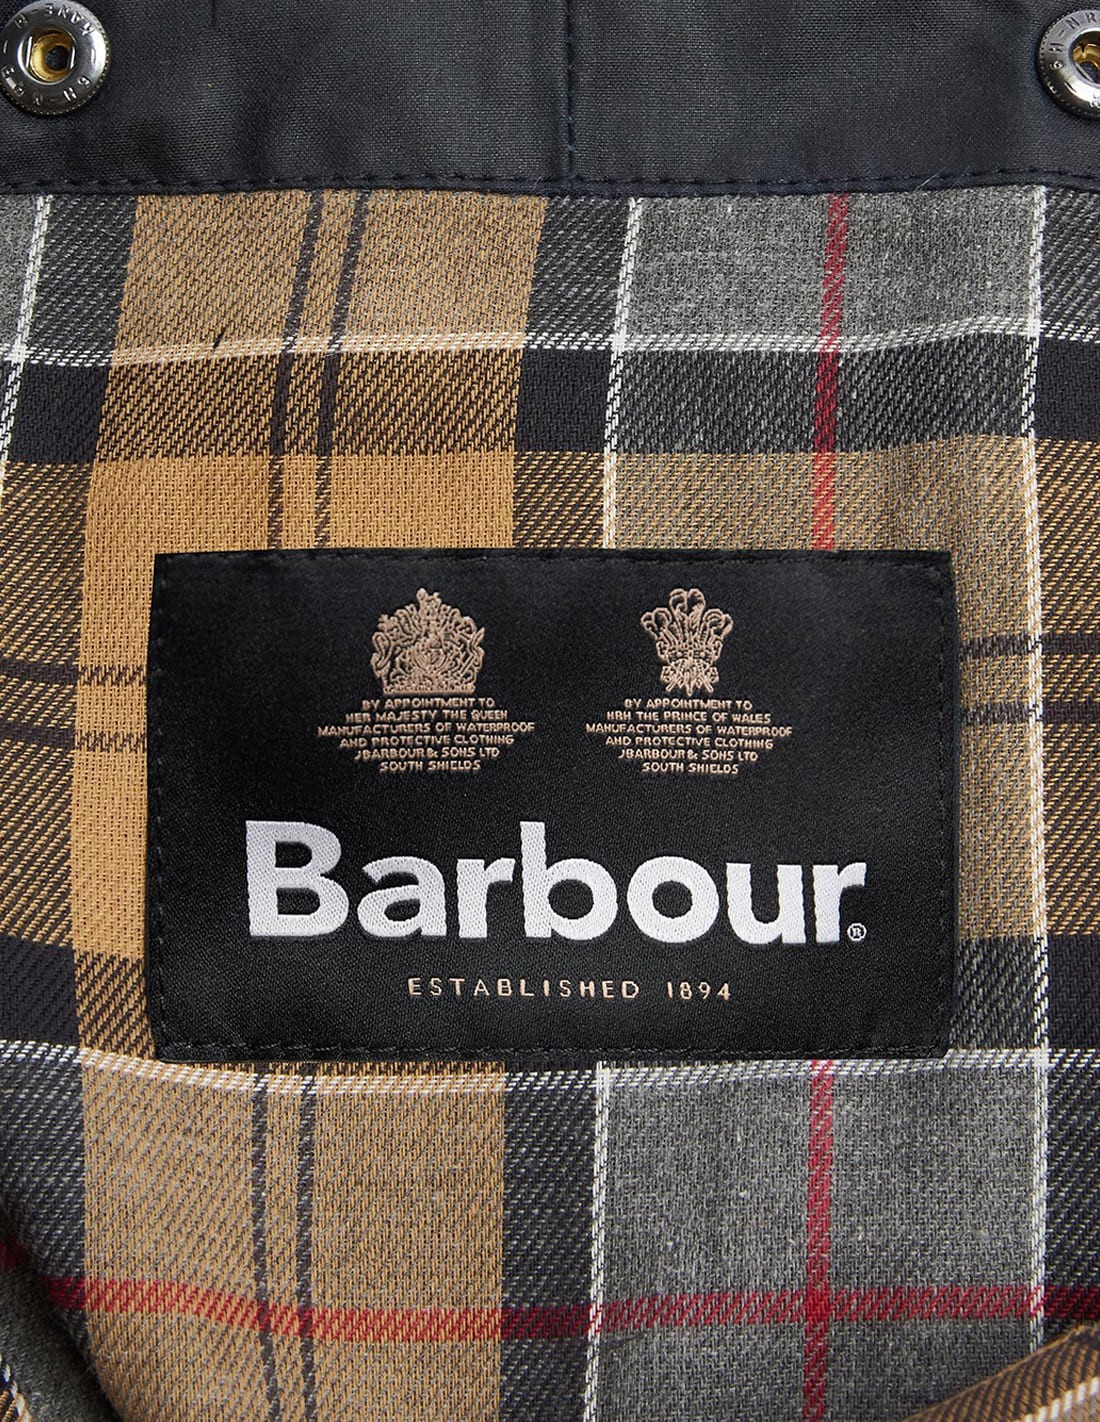 BY APPOINTMENT TO
HER MAJESTY THE QUEEN
MANUFACTURERS OF WATERPROOF
AND PROTECTIVE CLOTHING
J BARBOUR & SONS LTD
SOUTH SHIELDS
BY APPOINTMENT TO
HRH THE PRINCE OF WALES
MANUFACTURERS OF WATERPROOF
AND PROTECTIVE CLOTHING
J BARBOUR & SONS LTD
SOUTH SHIELDS
Barbour®
ESTABLISHED 1894